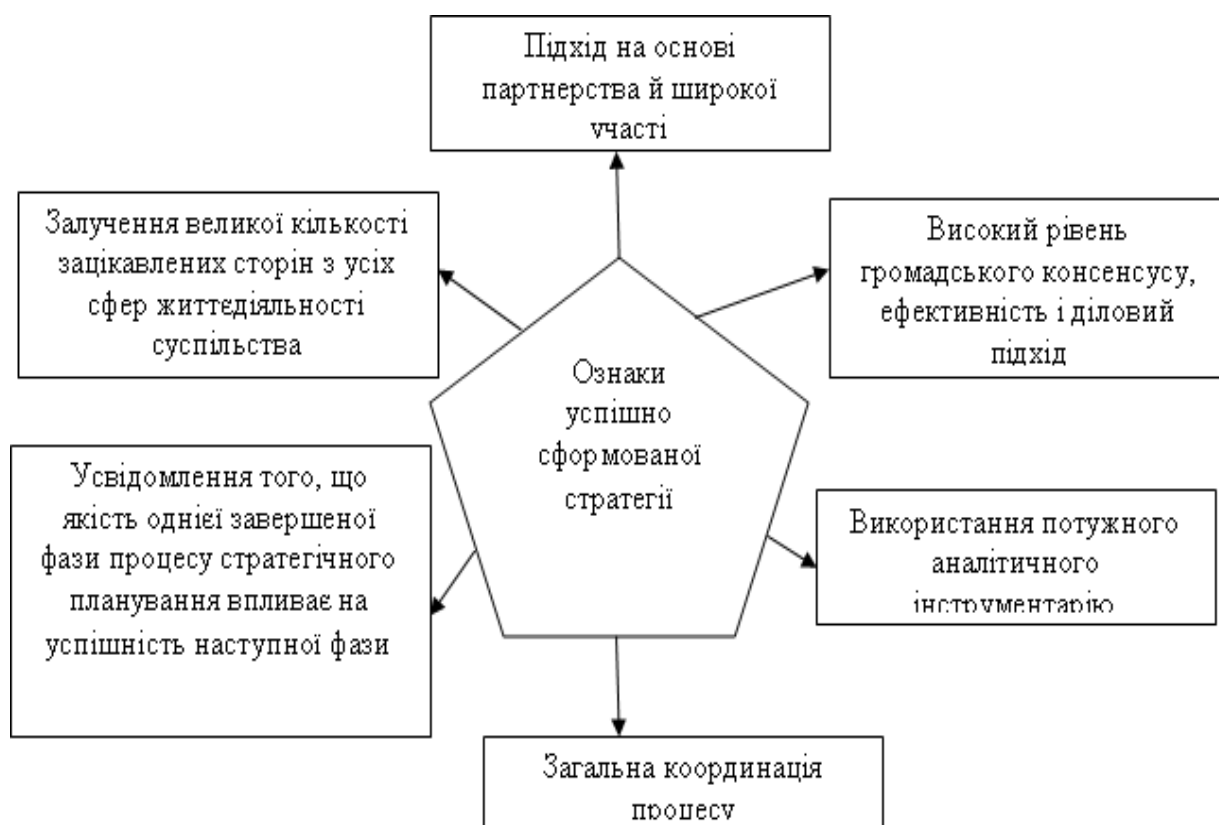 Підхід на основі
партнерства й широкої
участі
Залучення великої кількості
зацікавлених сторін з усіх
сфер життєдіяльності
суспільства
Високий рівень
громадського консенсусу,
ефективність і діловий
підхід
Ознаки
успішно
сформованої
стратегії
Усвідомлення того, що
якість однієї завершеної
фази процесу стратегічного
планування впливає на
успішність наступної фази
Використання потужного
аналітичного
інструментарію
Загальна координація
процесу